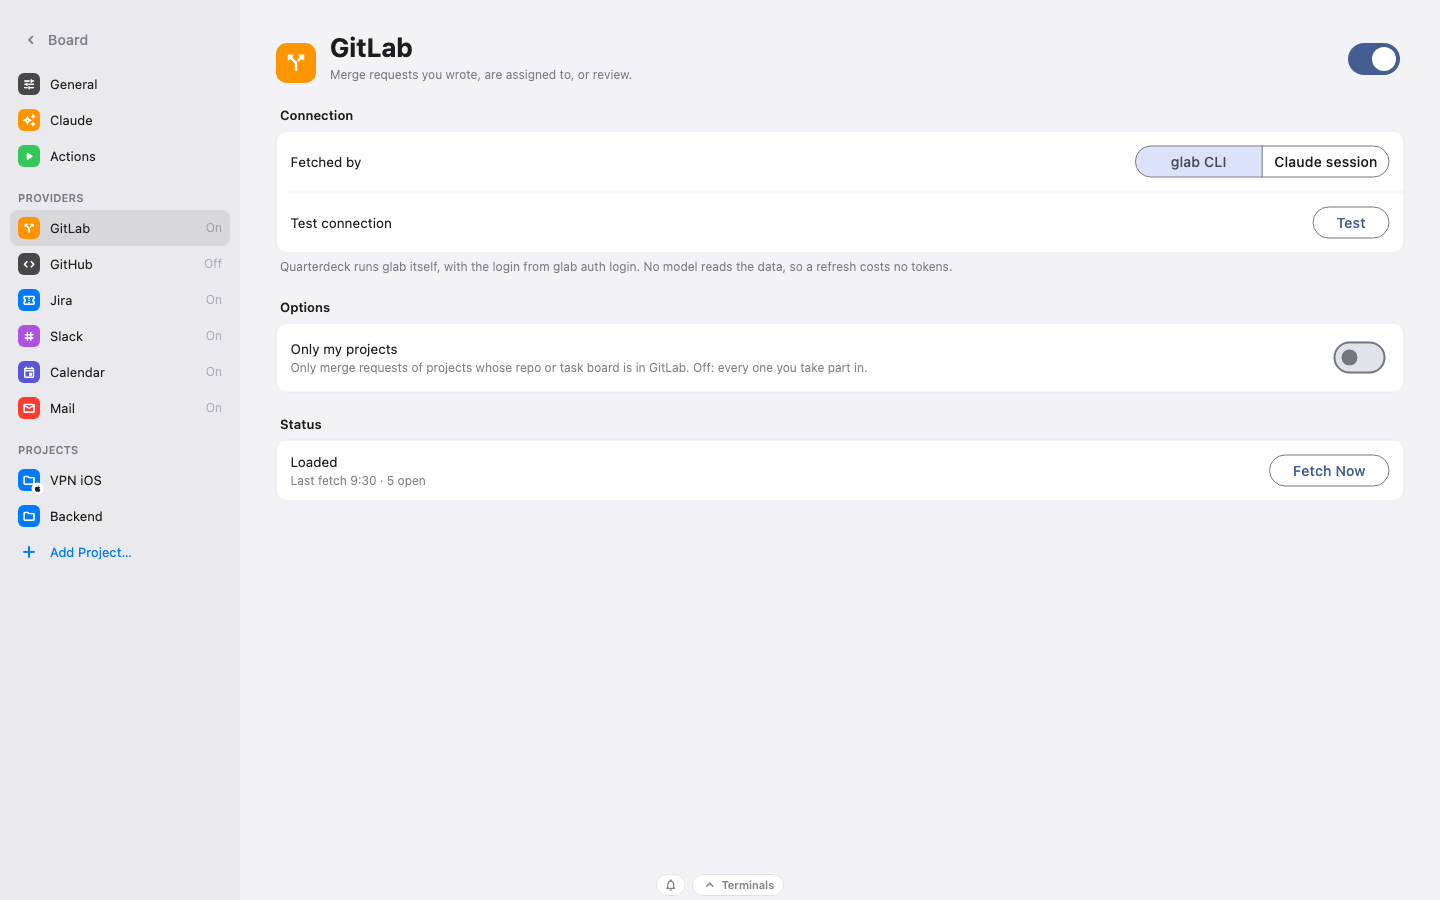 Board
General
Claude
Actions
PROVIDERS
GitLab On
GitHub Off
Jira On
Slack On
Calendar On
Mail On
PROJECTS
VPN iOS
Backend
Add Project...
GitLab
Merge requests you wrote, are assigned to, or review.
Connection
Fetched by glab CLI Claude session
Test connection Test
Quarterdeck runs glab itself, with the login from glab auth login. No model reads the data, so a refresh costs no tokens.
Options
Only my projects
Only merge requests of projects whose repo or task board is in GitLab. Off: every one you take part in.
Status
Loaded
Last fetch 9:30 · 5 open
Fetch Now
Terminals